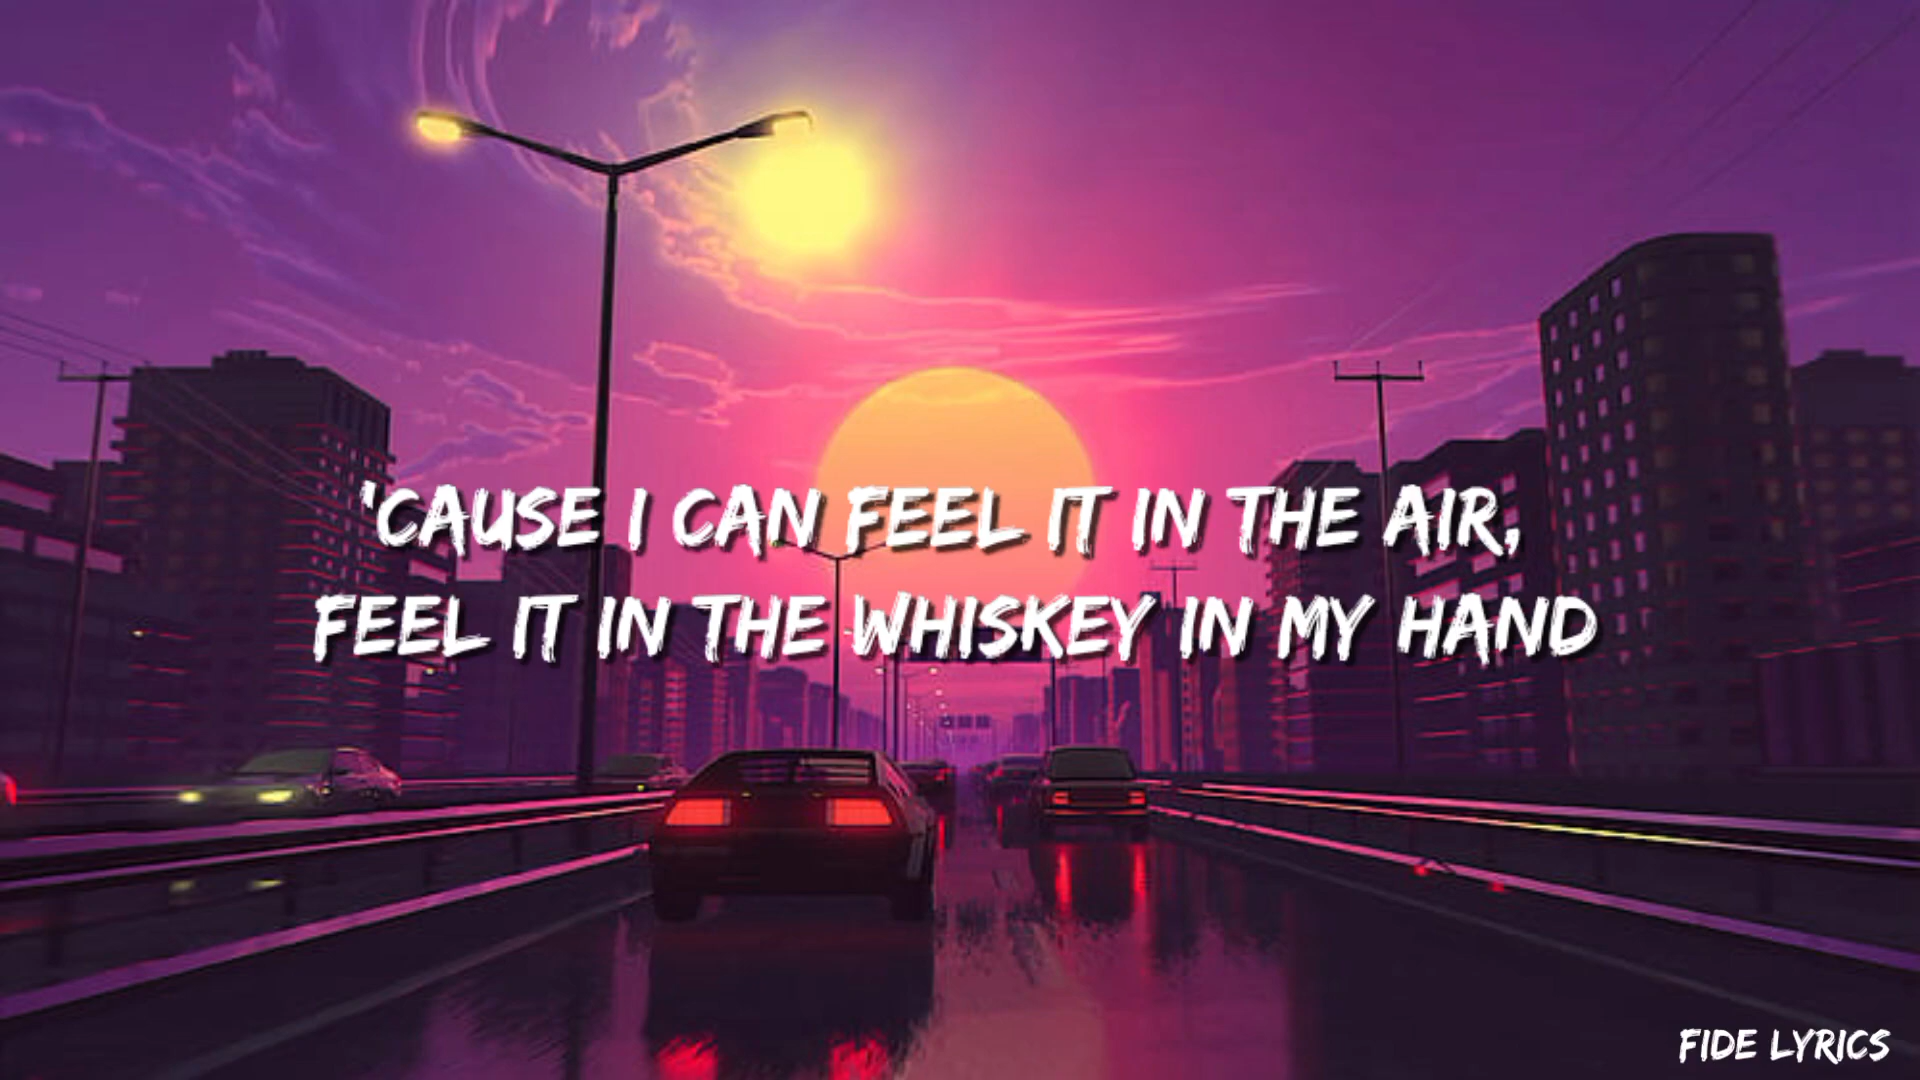 'CAUSE I CAN FEEL IT IN THE AIR,
FEEL IT IN THE WHISKEY IN MY HAND
FIDE LYRICS